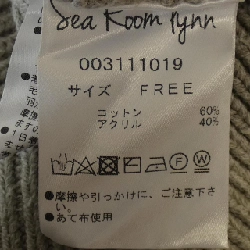 Sea Room lynn
003111019
サイズ FREE
コットン 60%
アクリル 40%
F W
●摩擦や引っかけに、ご注意下さ
い。
●あて布使用